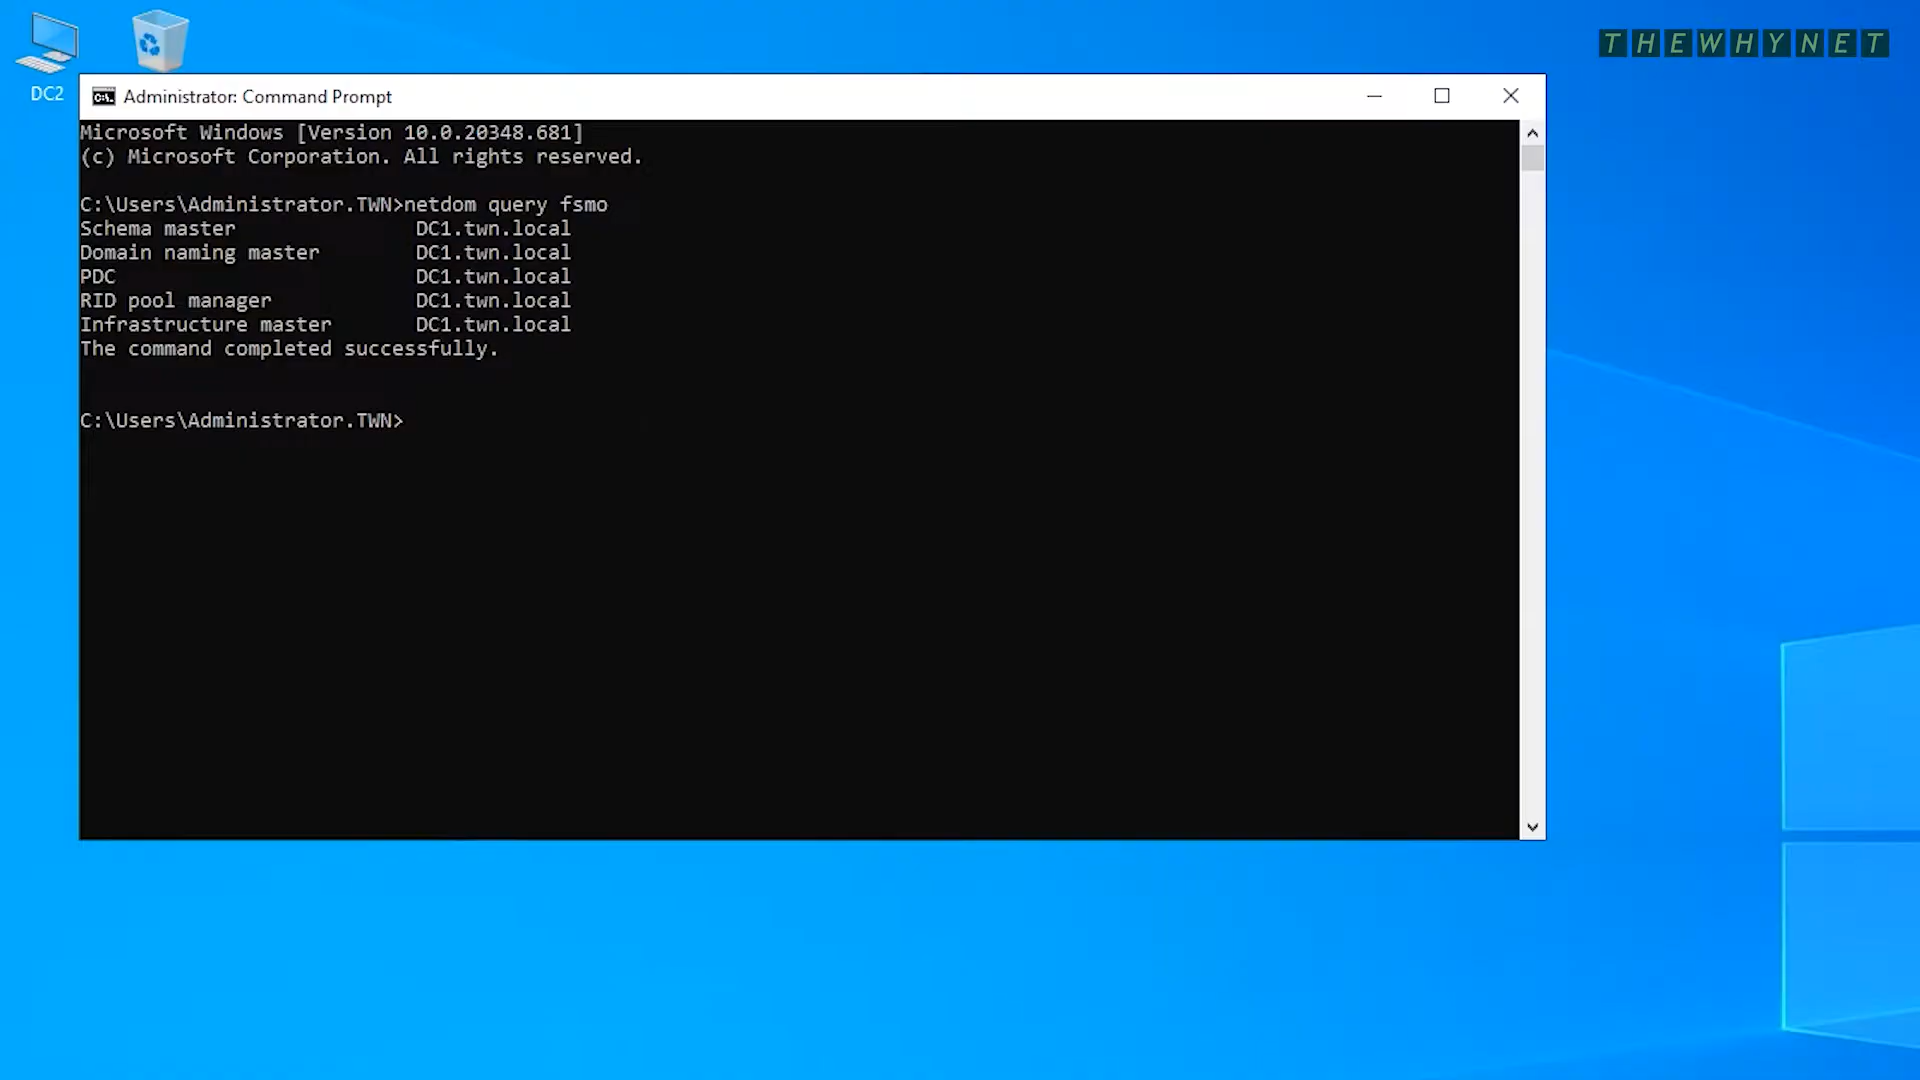 THEWHYNET
DC2
Administrator: Command Prompt
Microsoft Windows [Version 10.0.20348.681]
(c) Microsoft Corporation. All rights reserved.
C:\Users\Administrator.TWN>netdom query fsmo
Schema master DC1.twn.local
Domain naming master DC1.twn.local
PDC DC1.twn.local
RID pool manager DC1.twn.local
Infrastructure master DC1.twn.local
The command completed successfully.
C:\Users\Administrator.TWN>